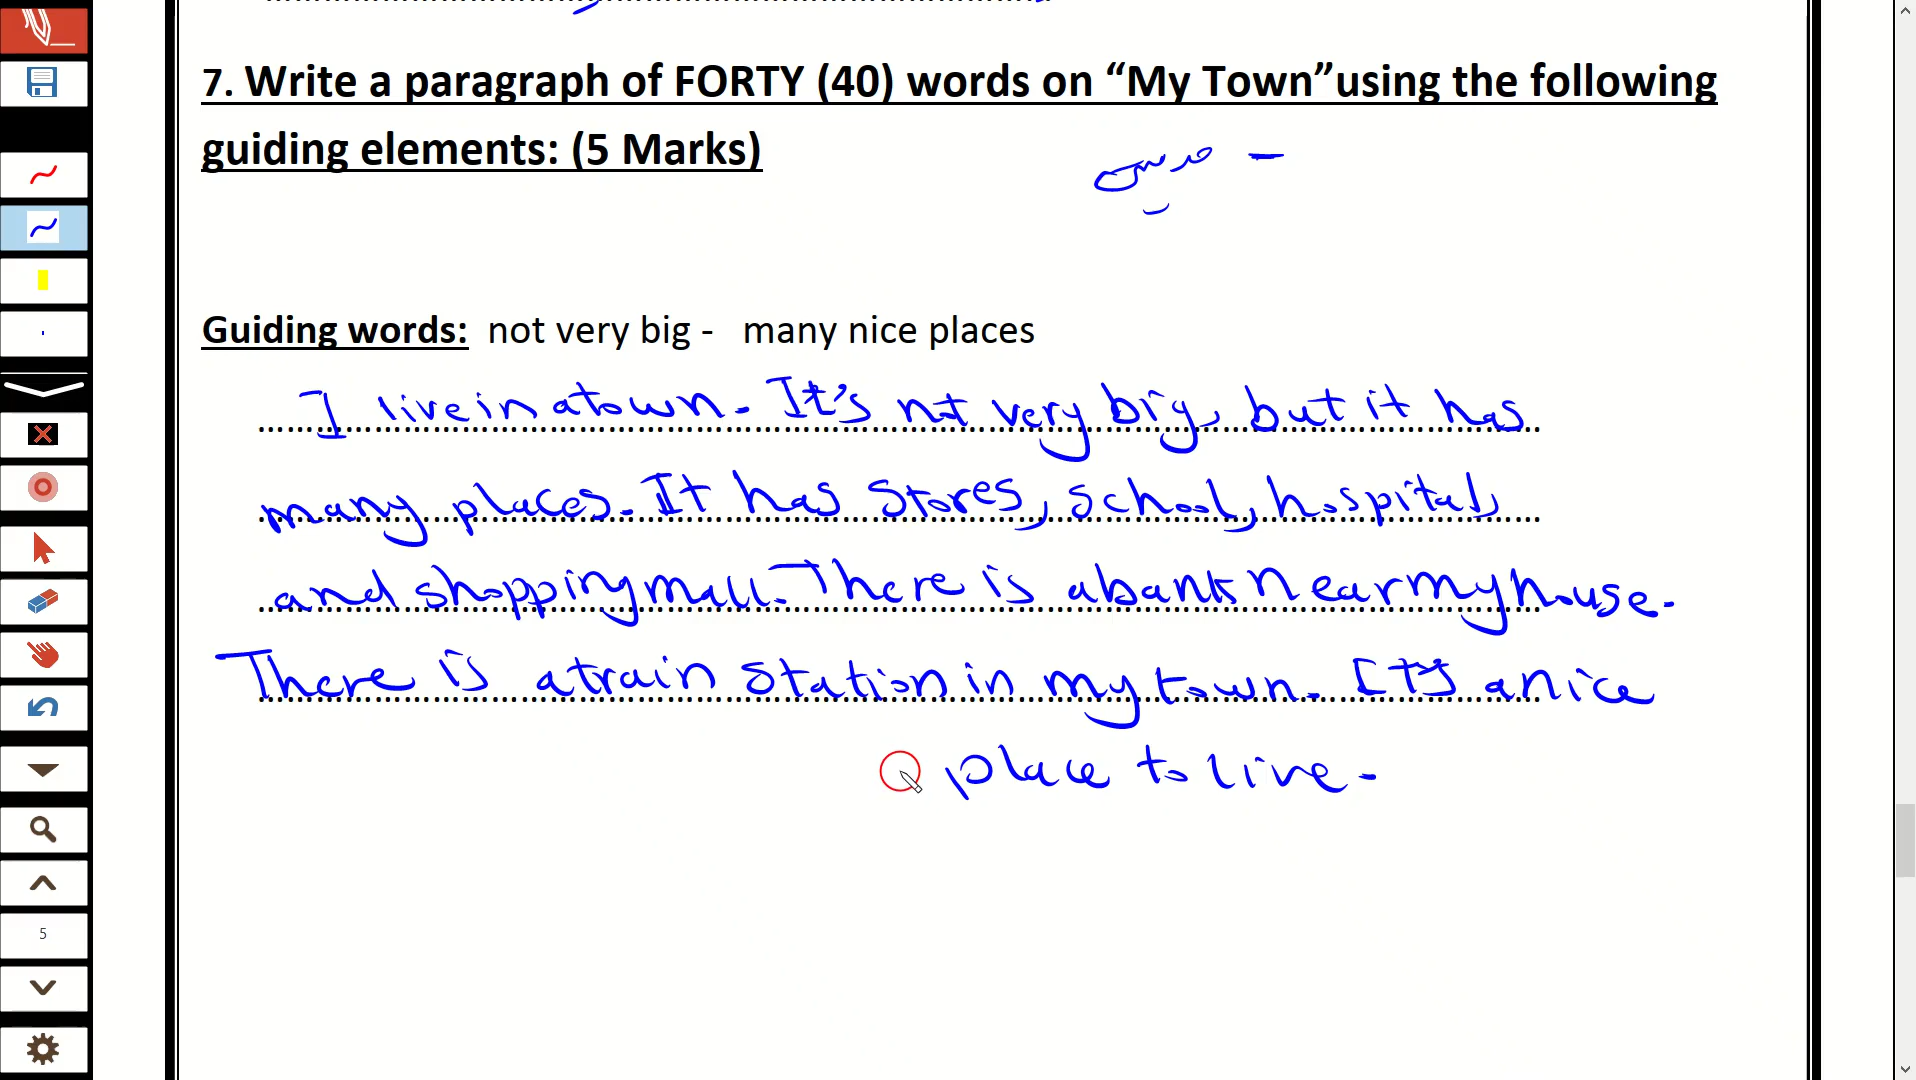 7. Write a paragraph of FORTY (40) words on “My Town”using the following
guiding elements: (5 Marks)
Guiding words: not very big - many nice places
I live in a town. It's not very big, but it has
many places. It has stores, school, hospital,
and shopping mall. There is a bank near my house.
There is a train station in my town. It's a nice
place to live.
5